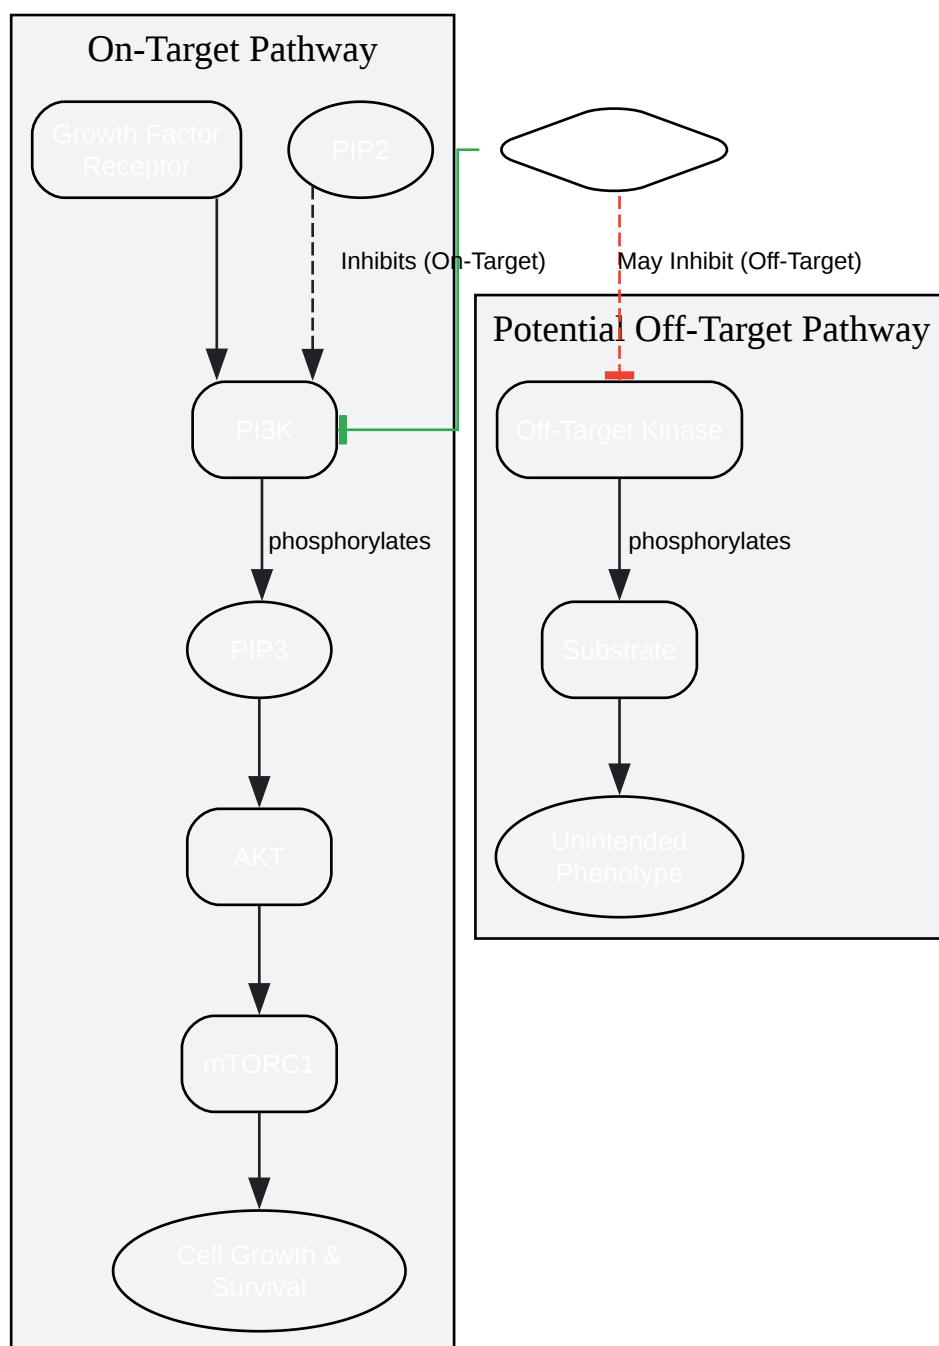 On-Target Pathway
Growth Factor
Receptor
PIP2
Inhibits (On-Target)
May Inhibit (Off-Target)
Potential Off-Target Pathway
PI3K
Off-Target Kinase
phosphorylates
phosphorylates
PIP3
Substrate
AKT
Unintended
Phenotype
mTORC1
Cell Growth &
Survival